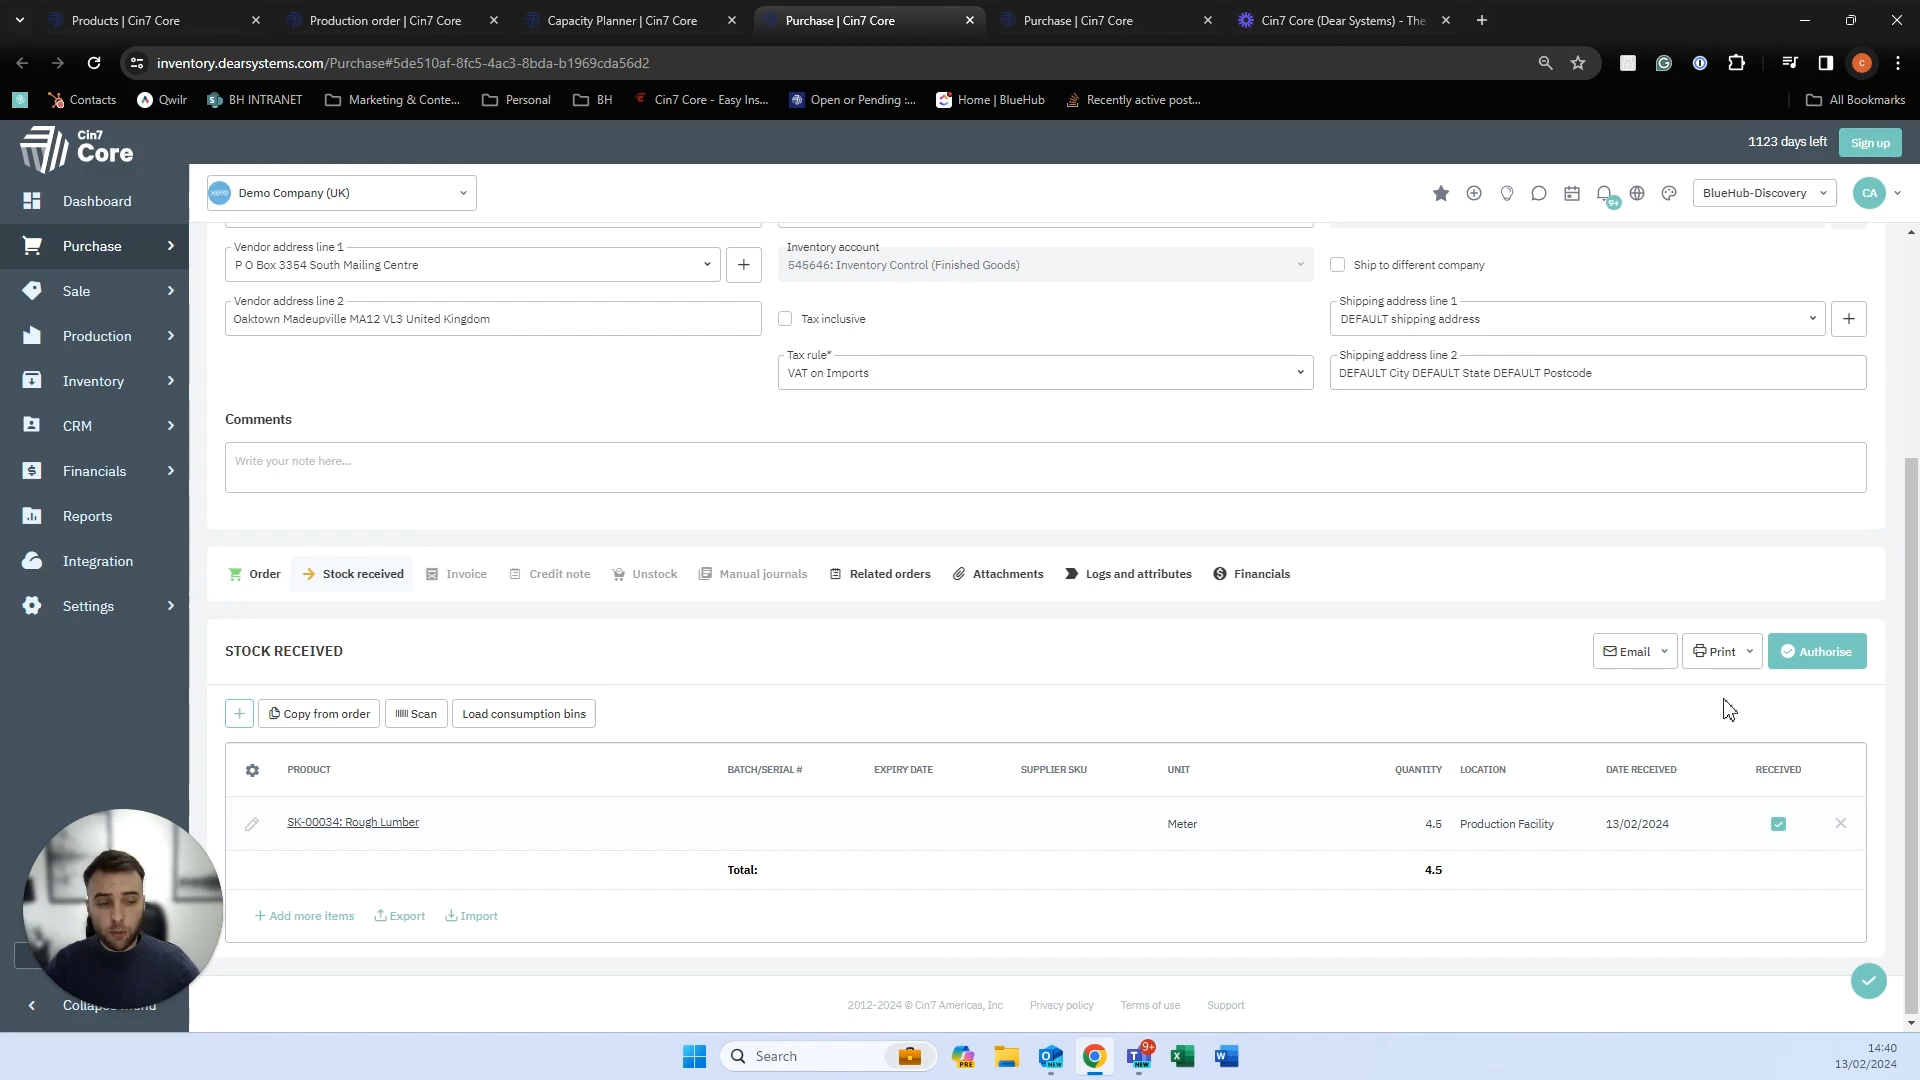 Products | Cin7 Core
Production order | Cin7 Core
Capacity Planner | Cin7 Core
Purchase | Cin7 Core
Purchase | Cin7 Core
Cin7 Core (Dear Systems) - The
inventory.dearsystems.com/Purchase#5de510af-8fc5-4ac3-8bda-b1969cda56d2
C
Contacts
Qwilr
BH INTRANET
Marketing & Conte...
Personal
BH
Cin7 Core - Easy Ins...
Open or Pending :...
Home | BlueHub
Recently active post...
All Bookmarks
Cin7
Core
1123 days left
Sign up
Dashboard
Purchase
Sale
Production
Inventory
CRM
Financials
Reports
Integration
Settings
xero
Demo Company (UK)
9+
BlueHub-Discovery
CA
Vendor address line 1
P O Box 3354 South Mailing Centre
Inventory account
545646: Inventory Control (Finished Goods)
Ship to different company
Vendor address line 2
Oaktown Madeupville MA12 VL3 United Kingdom
Tax inclusive
Shipping address line 1
DEFAULT shipping address
Tax rule*
VAT on Imports
Shipping address line 2
DEFAULT City DEFAULT State DEFAULT Postcode
Comments
Write your note here...
Order
Stock received
Invoice
Credit note
Unstock
Manual journals
Related orders
Attachments
Logs and attributes
Financials
STOCK RECEIVED
Email
Print
Authorise
Copy from order
Scan
Load consumption bins
PRODUCT BATCH/SERIAL # EXPIRY DATE SUPPLIER SKU UNIT QUANTITY LOCATION DATE RECEIVED RECEIVED
SK-00034: Rough Lumber Meter 4.5 Production Facility 13/02/2024
Total: 4.5
+ Add more items
Export
Import
2012-2024 © Cin7 Americas, Inc
Privacy policy
Terms of use
Support
Search
PRE
NEW
NEW
9+
14:40
13/02/2024